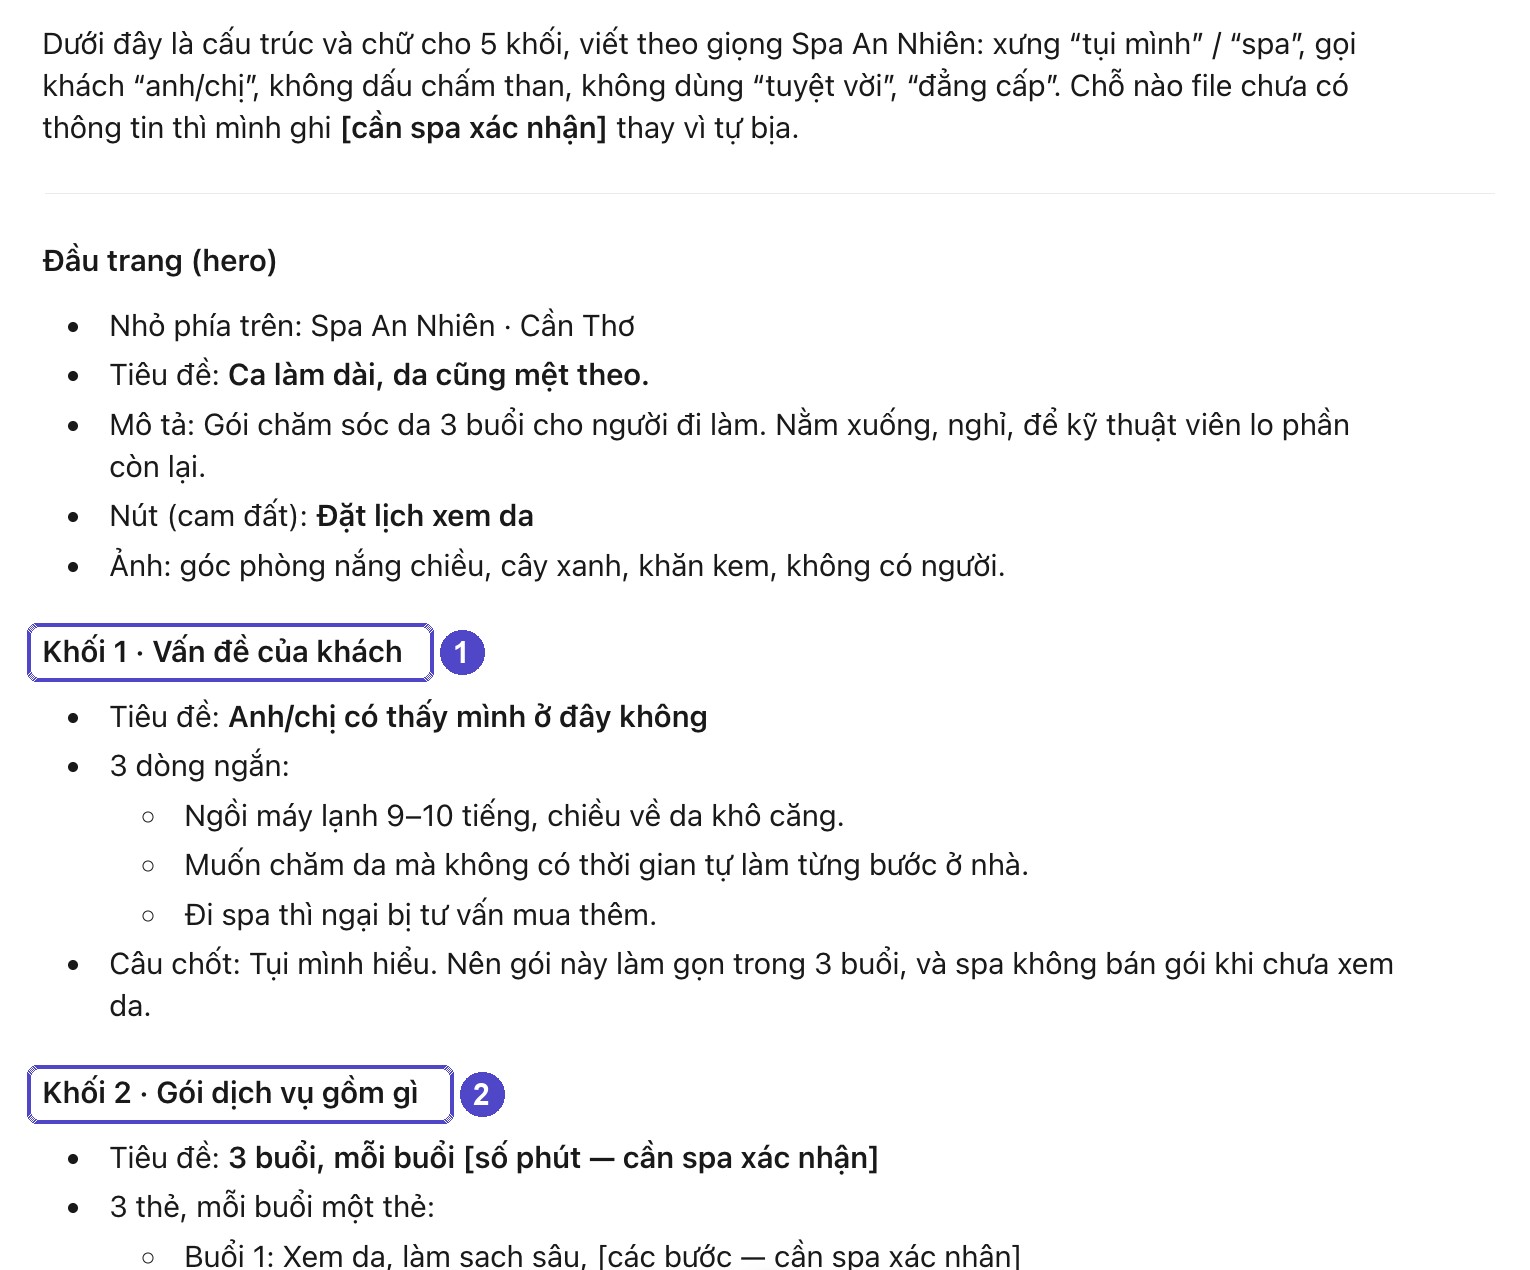 Dưới đây là cấu trúc và chữ cho 5 khối, viết theo giọng Spa An Nhiên: xưng “tụi mình” / “spa”, gọi
khách “anh/chị”, không dấu chấm than, không dùng “tuyệt vời”, “đẳng cấp”. Chỗ nào file chưa có
thông tin thì mình ghi [cần spa xác nhận] thay vì tự bịa.
Đầu trang (hero)
• Nhỏ phía trên: Spa An Nhiên · Cần Thơ
• Tiêu đề: Ca làm dài, da cũng mệt theo.
• Mô tả: Gói chăm sóc da 3 buổi cho người đi làm. Nằm xuống, nghỉ, để kỹ thuật viên lo phần
còn lại.
• Nút (cam đất): Đặt lịch xem da
• Ảnh: góc phòng nắng chiều, cây xanh, khăn kem, không có người.
Khối 1 · Vấn đề của khách 1
• Tiêu đề: Anh/chị có thấy mình ở đây không
• 3 dòng ngắn:
◦ Ngồi máy lạnh 9–10 tiếng, chiều về da khô căng.
◦ Muốn chăm da mà không có thời gian tự làm từng bước ở nhà.
◦ Đi spa thì ngại bị tư vấn mua thêm.
• Câu chốt: Tụi mình hiểu. Nên gói này làm gọn trong 3 buổi, và spa không bán gói khi chưa xem
da.
Khối 2 · Gói dịch vụ gồm gì 2
• Tiêu đề: 3 buổi, mỗi buổi [số phút — cần spa xác nhận]
• 3 thẻ, mỗi buổi một thẻ:
◦ Buổi 1: Xem da, làm sạch sâu, [các bước — cần spa xác nhận]